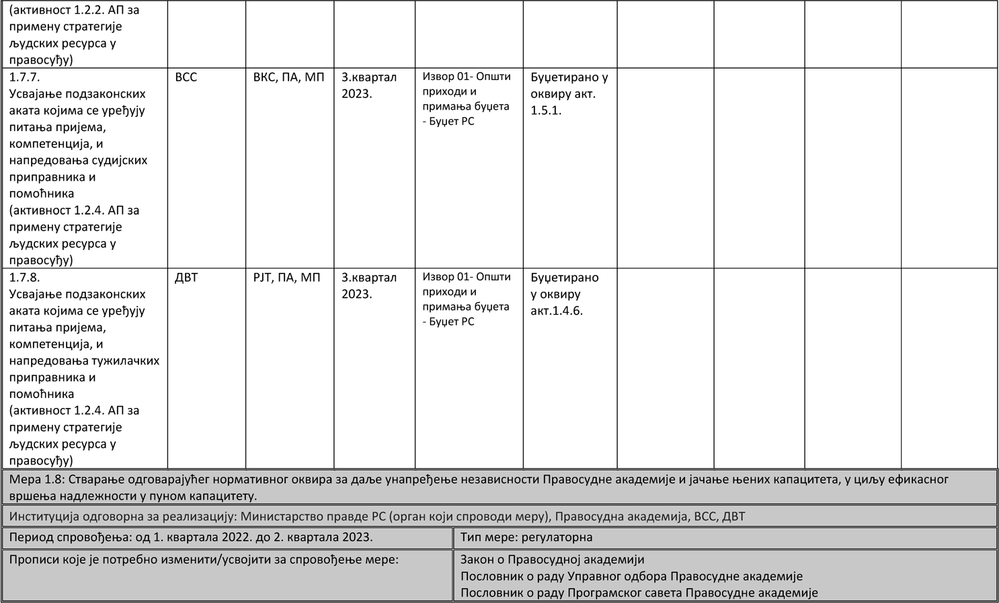 (активност 1.2.2. АП за
примену стратегије
људских ресурса у
правосуђу)
1.7.7.
Усвајање подзаконских
аката којима се уређују
питања пријема,
компетенција, и
напредовања судијских
приправника и
помоћника
(активност 1.2.4. АП за
примену стратегије
људских ресурса у
правосуђу)
ВСС
ВКС, ПА, МП
3.квартал
2023.
Извор 01- Општи
приходи и
примања буџета
- Буџет РС
Буџетирано у
оквиру акт.
1.5.1.
1.7.8.
Усвајање подзаконских
аката којима се уређују
питања пријема,
компетенција, и
напредовања тужилачких
приправника и
помоћника
(активност 1.2.4. АП за
примену стратегије
људских ресурса у
правосуђу)
ДВТ
РЈТ, ПА, МП
3.квартал
2023.
Извор 01- Општи
приходи и
примања буџета
- Буџет РС
Буџетирано
у оквиру
акт.1.4.6.
Мера 1.8: Стварање одговарајућег нормативног оквира за даље унапређење независности Правосудне академије и јачање њених капацитета, у циљу ефикасног
вршења надлежности у пуном капацитету.
Институција одговорна за реализацију: Министарство правде РС (орган који спроводи меру), Правосудна академија, ВСС, ДВТ
Период спровођења: од 1. квартала 2022. до 2. квартала 2023.
Тип мере: регулаторна
Прописи које је потребно изменити/усвојити за спровођење мере:
Закон о Правосудној академији
Пословник о раду Управног одбора Правосудне академије
Пословник о раду Програмског савета Правосудне академије